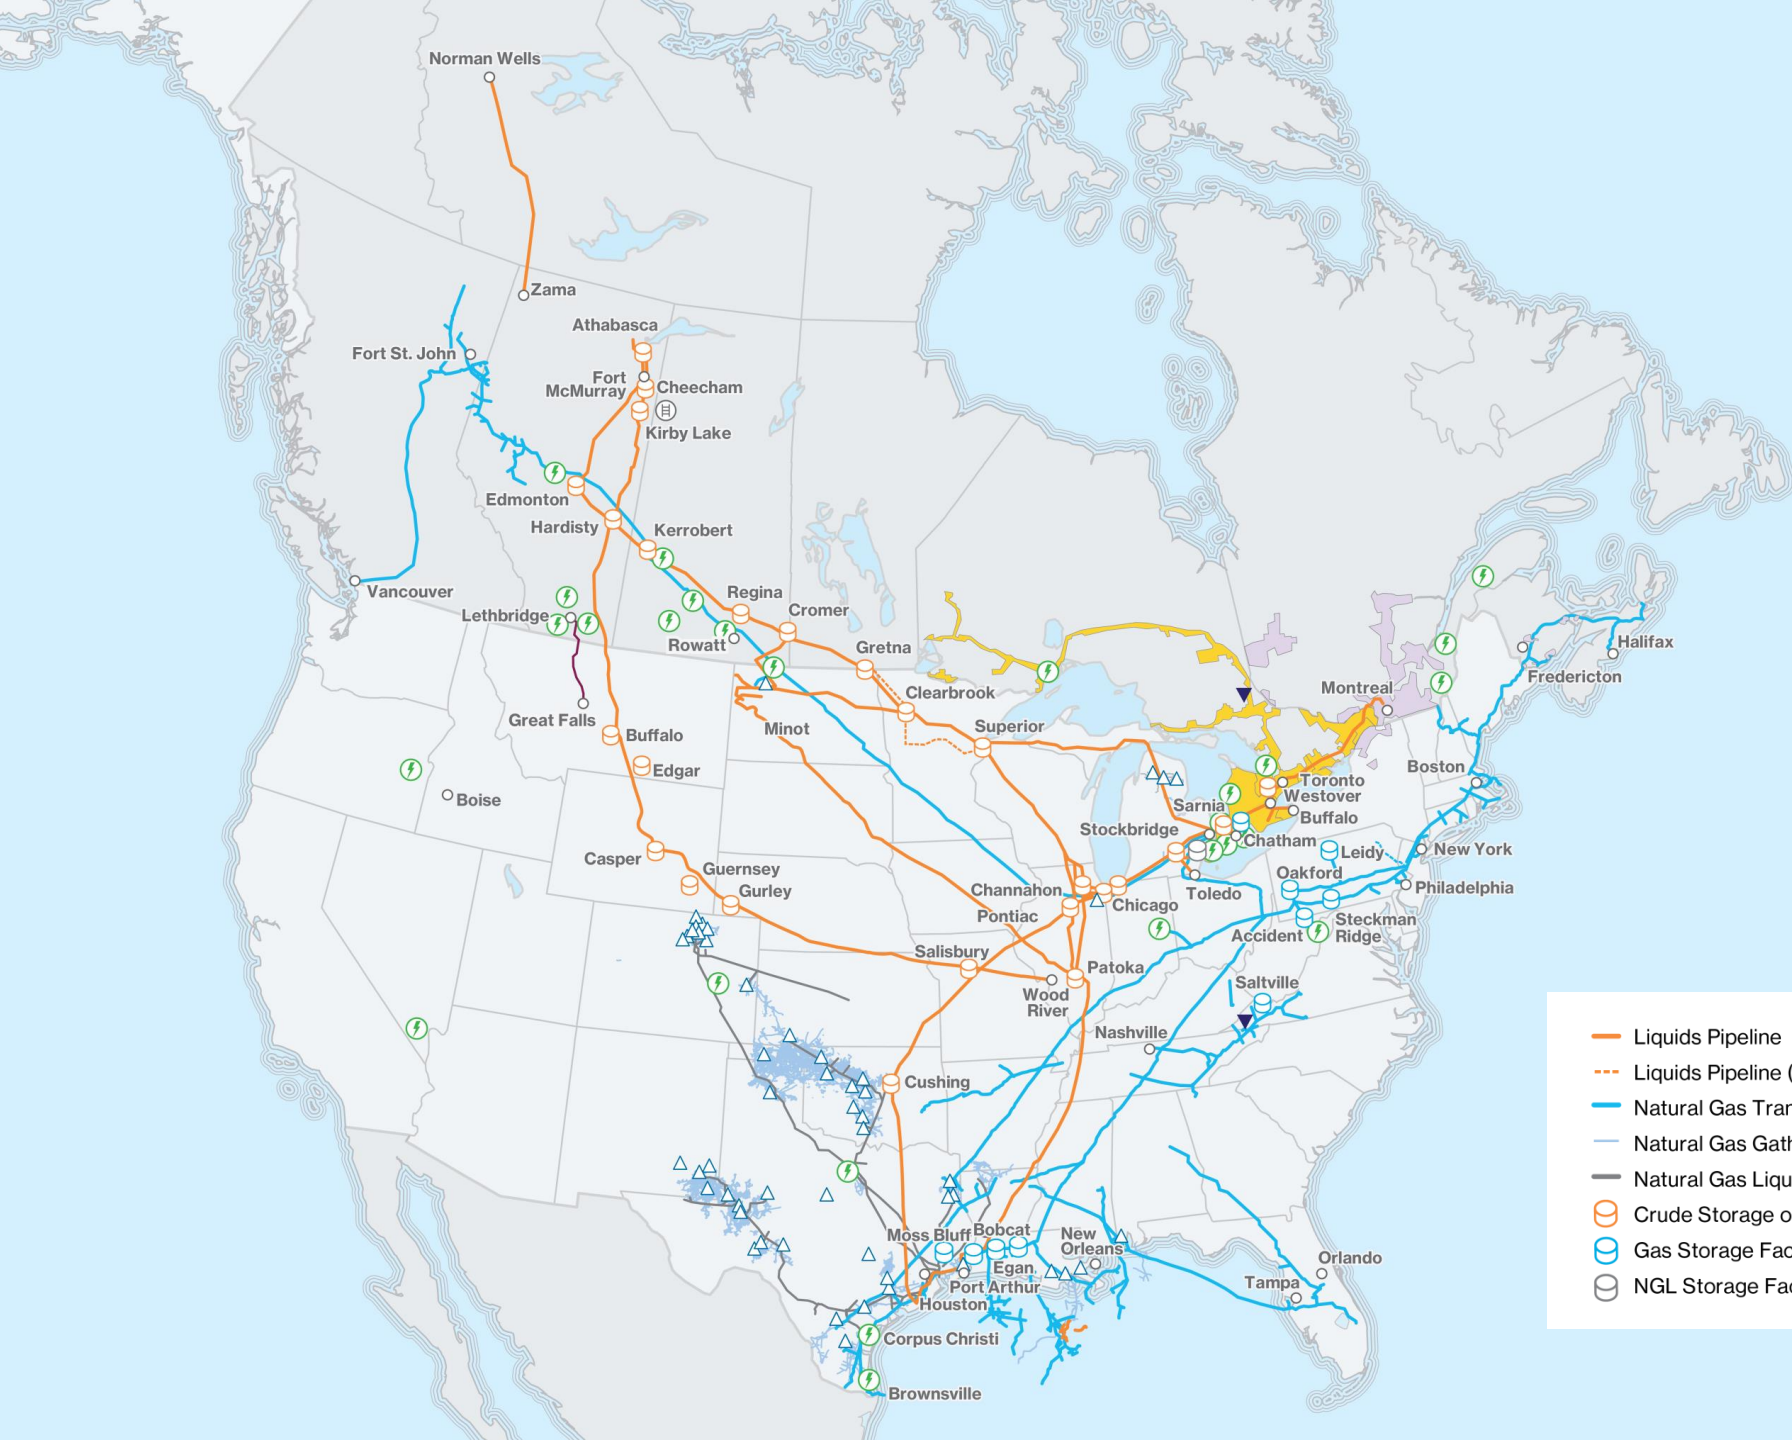 Norman Wells
Zama
Athabasca
Fort St. John
Fort
McMurray
Cheecham
Kirby Lake
Edmonton
Hardisty
Kerrobert
Vancouver
Regina
Cromer
Lethbridge
Rowatt
Gretna
Halifax
Fredericton
Montreal
Clearbrook
Great Falls
Minot
Superior
Buffalo
Edgar
Boise
Boston
Toronto
Westover
Sarnia
Buffalo
Stockbridge
Chatham
Leidy
New York
Casper
Guernsey
Gurley
Channahon
Chicago
Toledo
Oakford
Philadelphia
Pontiac
Accident
Steckman
Ridge
Salisbury
Patoka
Wood
River
Saltville
Nashville
Cushing
Moss Bluff
Bobcat
New
Orleans
Egan
Port Arthur
Houston
Orlando
Tampa
Corpus Christi
Brownsville
Liquids Pipeline
Liquids Pipeline (
Natural Gas Tran
Natural Gas Gath
Natural Gas Liqu
Crude Storage o
Gas Storage Fac
NGL Storage Fa